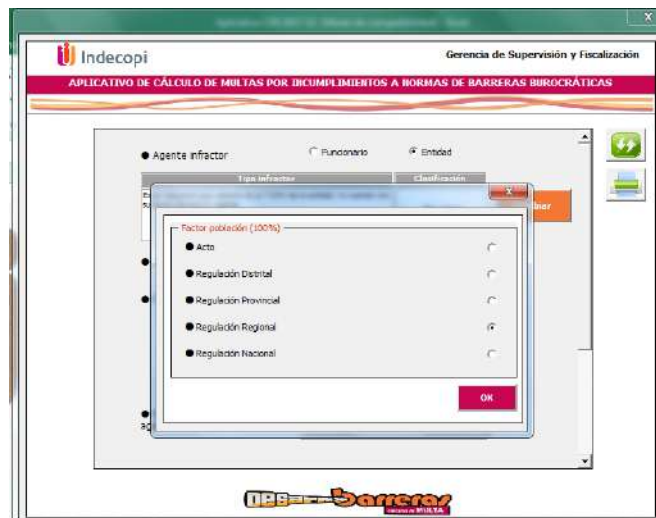 Indecopi
Gerencia de Supervisión y Fiscalización
APLICATIVO DE CÁLCULO DE MULTAS POR INCUMPLIMIENTOS A NORMAS DE BARRERAS BUROCRÁTICAS
Agente infractor
Funcionario
Entidad
Tipo infractor
Clasificación
Factor población (100%)
Acto
Regulación Distrital
Regulación Provincial
Regulación Regional
Regulación Nacional
OK
barreras
MULTA